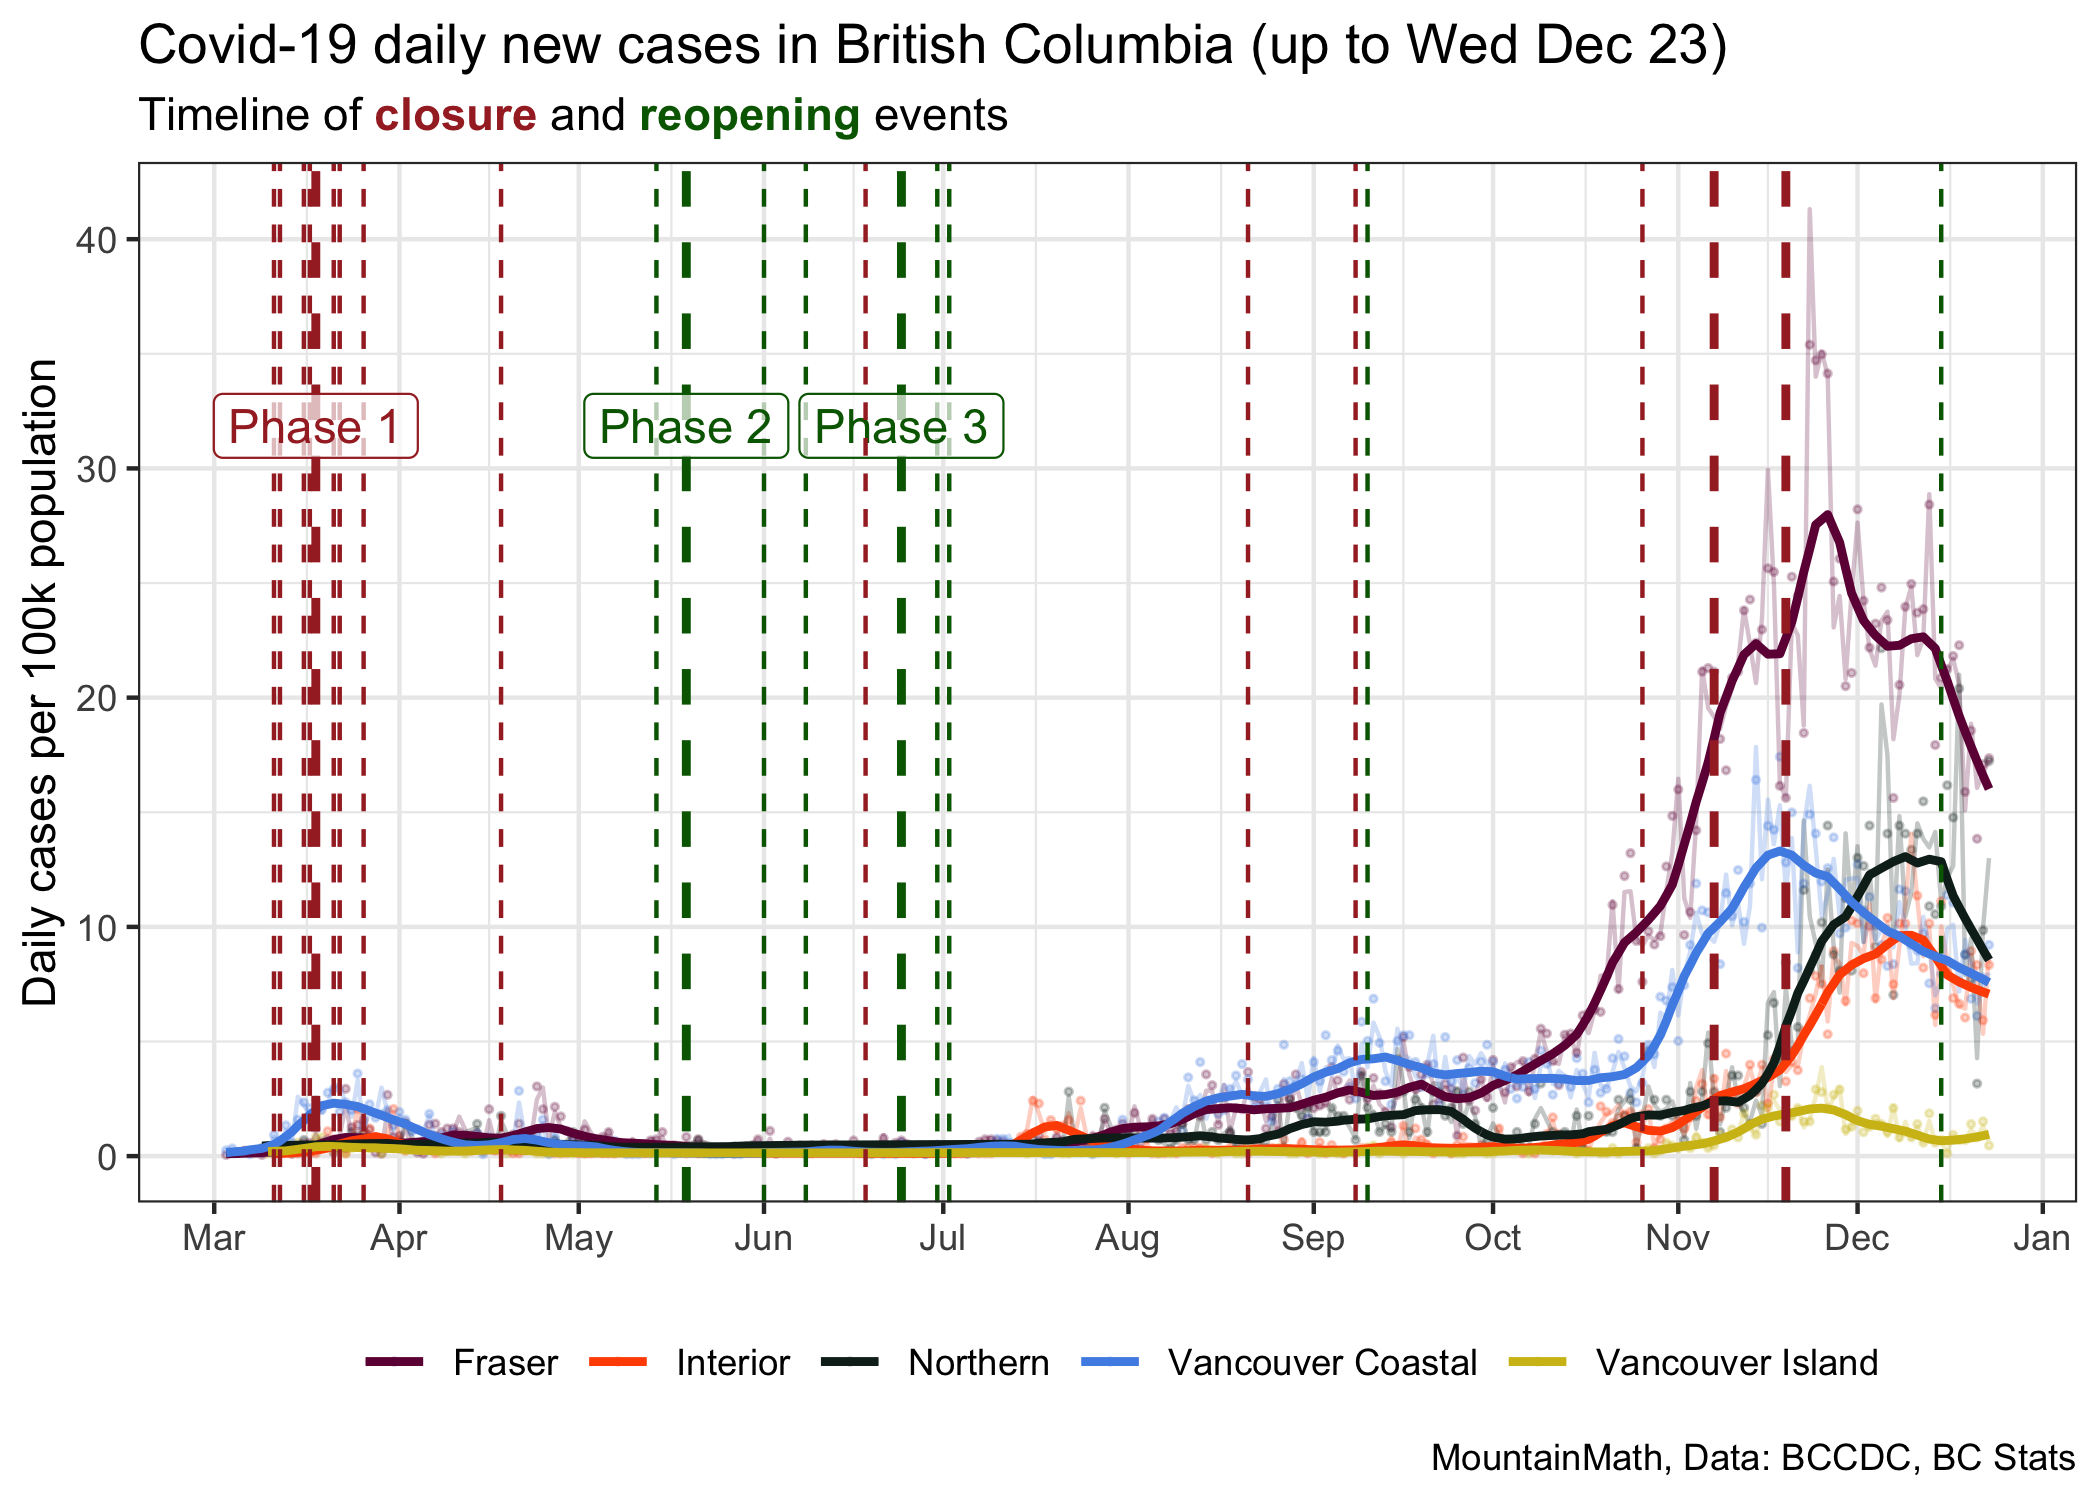 Covid-19 daily new cases in British Columbia (up to Wed Dec 23)
Timeline of closure and reopening events
Daily cases per 100k population
40
30
20
10
0
Phase 1
Phase 2
Phase 3
Mar Apr May Jun Jul Aug Sep Oct Nov Dec Jan
Fraser Interior Northern Vancouver Coastal Vancouver Island
MountainMath, Data: BCCDC, BC Stats